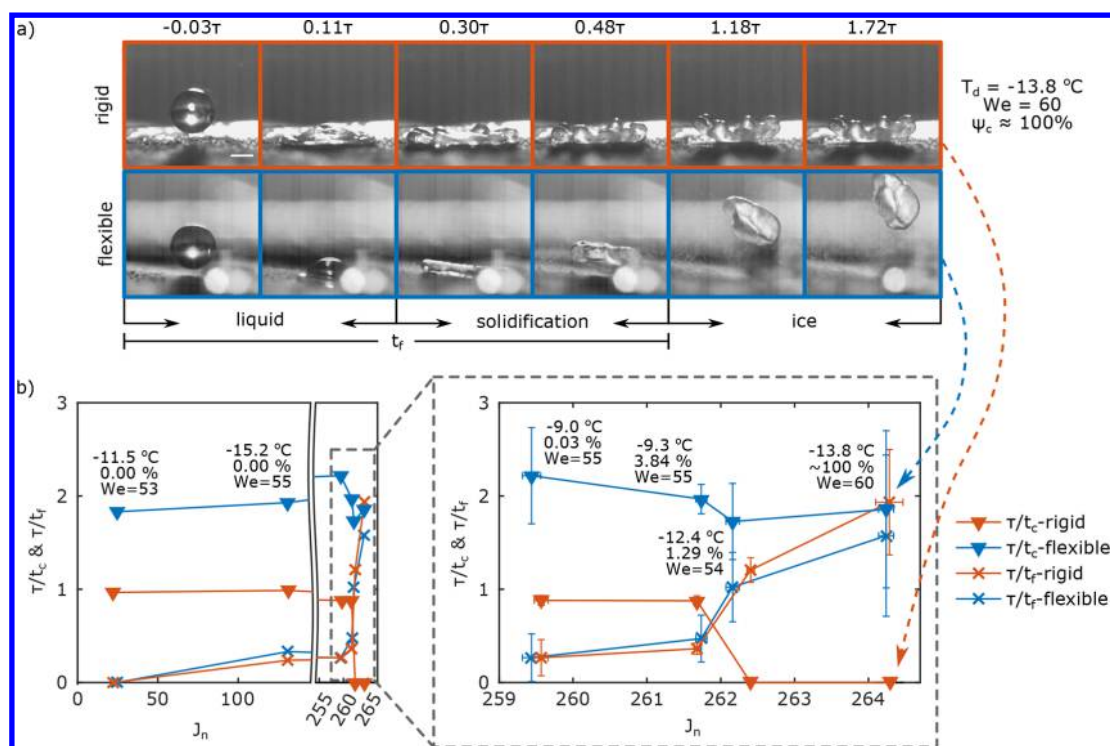 a)
-0.03τ 0.11τ 0.30τ 0.48τ 1.18τ 1.72τ
rigid
T_d = -13.8 °C
We = 60
ψ_c ≈ 100%
flexible
liquid solidification ice
t_f
b)
τ/t_c & τ/t_f
3
2
1
0
-11.5 °C
0.00 %
We=53
-15.2 °C
0.00 %
We=55
0 50 100 255 260 265
J_n
τ/t_c & τ/t_f
3
2
1
0
-9.0 °C
0.03 %
We=55
-9.3 °C
3.84 %
We=55
-12.4 °C
1.29 %
We=54
-13.8 °C
~100 %
We=60
259 260 261 262 263 264
J_n
τ/t_c-rigid
τ/t_c-flexible
τ/t_f-rigid
τ/t_f-flexible